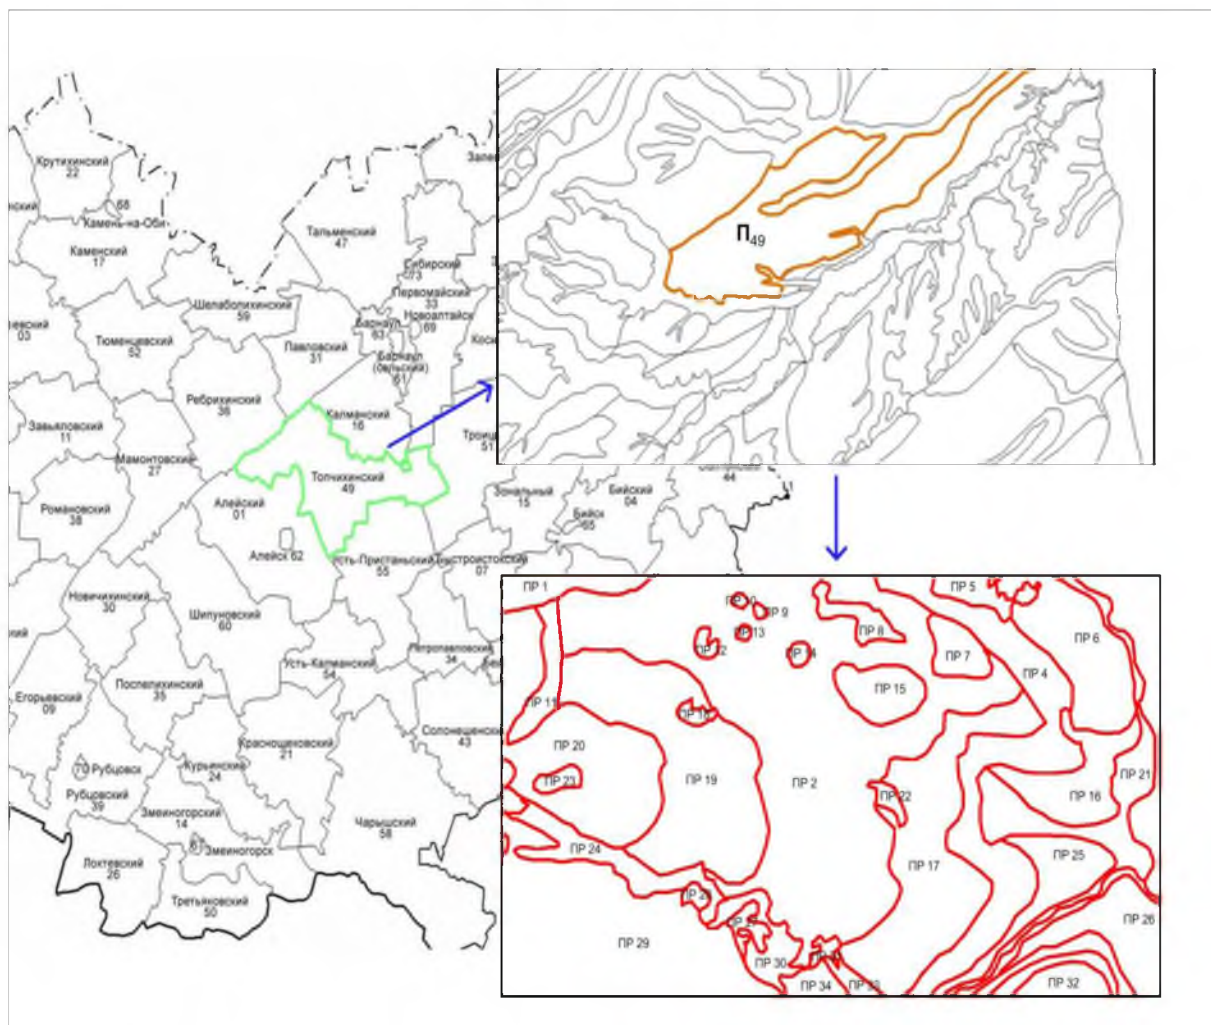 Крутихинский
22
68
Камень-на-Оби
Каменский
17
Тальменский
47
Сибирский
73
Первомайский
33
Новоалтайск
69
Шелаболихинский
59
Барнаул
63
Павловский
31
Барнаул
(сельский)
61
03
Тюменцевский
52
Ребрихинский
36
Калманский
16
Завьяловский
11
Мамонтовский
27
51
Топчихинский
49
Алейский
01
Романовский
38
Зональный
15
Бийский
04
Бийск
65
44
Алейск 62
Усть-Пристаньский
55
Быстроистокский
07
Новичихинский
30
Шипуновский
60
Петропавловский
34
Усть-Калманский
54
Егорьевский
09
Поспелихинский
35
Солонешенский
43
Краснощековский
21
Курьинский
24
70 Рубцовск
Рубцовский
39
Змеиногорский
14
Змеиногорск
Чарышский
58
Локтевский
26
Третьяковский
50
П49
ПР 1
ПР 10
ПР 9
ПР 13
ПР 12
ПР 14
ПР 8
ПР 5
ПР 6
ПР 7
ПР 4
ПР 15
ПР 11
ПР 18
ПР 20
ПР 23
ПР 19
ПР 2
ПР 22
ПР 21
ПР 16
ПР 24
ПР 17
ПР 25
ПР 26
ПР 29
ПР 30
ПР 34
ПР 32